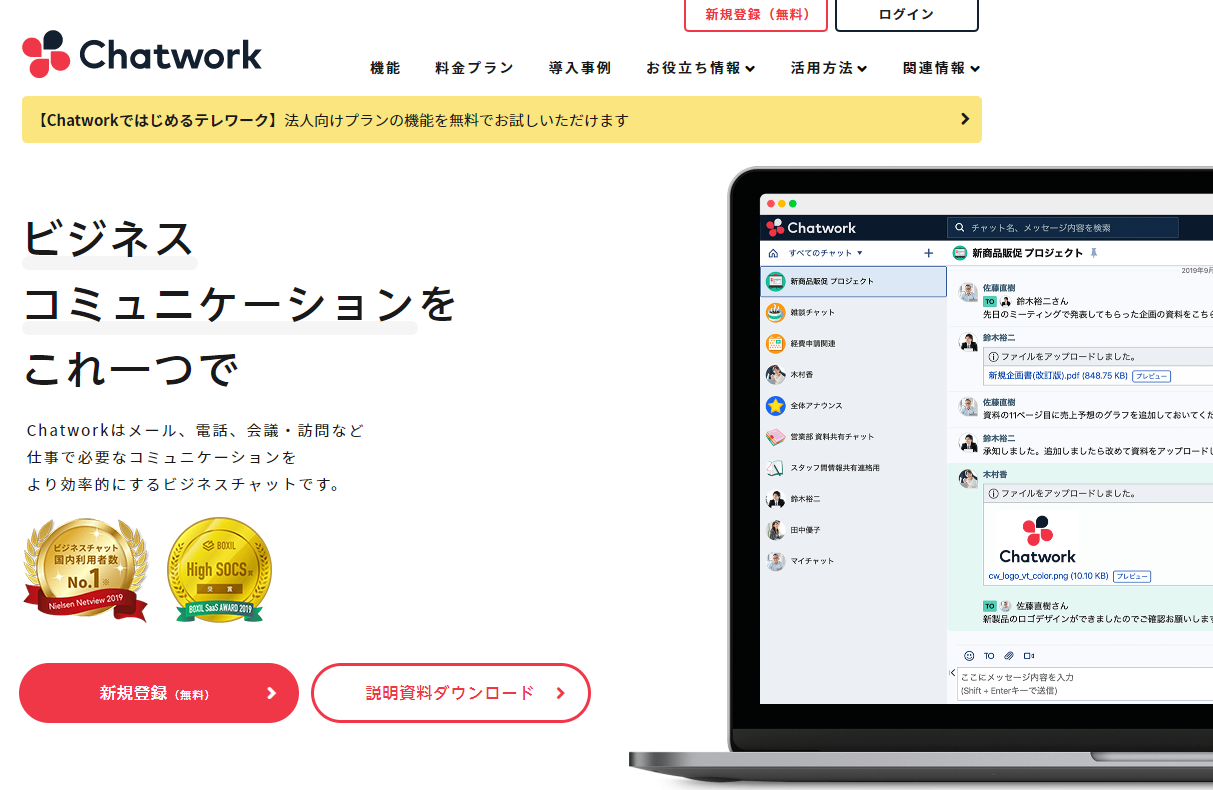 新規登録（無料）
ログイン
Chatwork
機能
料金プラン
導入事例
お役立ち情報
活用方法
関連情報
【Chatworkではじめるテレワーク】法人向けプランの機能を無料でお試しいただけます
ビジネス
コミュニケーションを
これ一つで
Chatworkはメール、電話、会議・訪問など
仕事で必要なコミュニケーションを
より効率的にするビジネスチャットです。
ビジネスチャット
国内利用者数
No.1※
Nielsen Netview 2019
BOXIL
High SOCS賞
受賞
BOXIL SaaS AWARD 2019
新規登録（無料）
説明資料ダウンロード
Chatwork
チャット名、メッセージ内容を検索
すべてのチャット
新商品販促 プロジェクト
雑談チャット
経費申請関連
木村香
全体アナウンス
営業部 資料共有チャット
スタッフ間情報共有連絡用
鈴木裕二
田中優子
マイチャット
新商品販促 プロジェクト
2019年9月
佐藤直樹
TO 鈴木裕二さん
先日のミーティングで発表してもらった企画の資料をこちら
鈴木裕二
ファイルをアップロードしました。
新規企画書(改訂版).pdf (848.75 KB) プレビュー
佐藤直樹
資料の11ページ目に売上予想のグラフを追加しておいてくだ
鈴木裕二
承知しました。追加しましたら改めて資料をアップロードし
木村香
ファイルをアップロードしました。
Chatwork
cw_logo_vt_color.png (10.10 KB) プレビュー
TO 佐藤直樹さん
新製品のロゴデザインができましたのでご確認お願いします
TO
ここにメッセージ内容を入力
(Shift + Enterキーで送信)